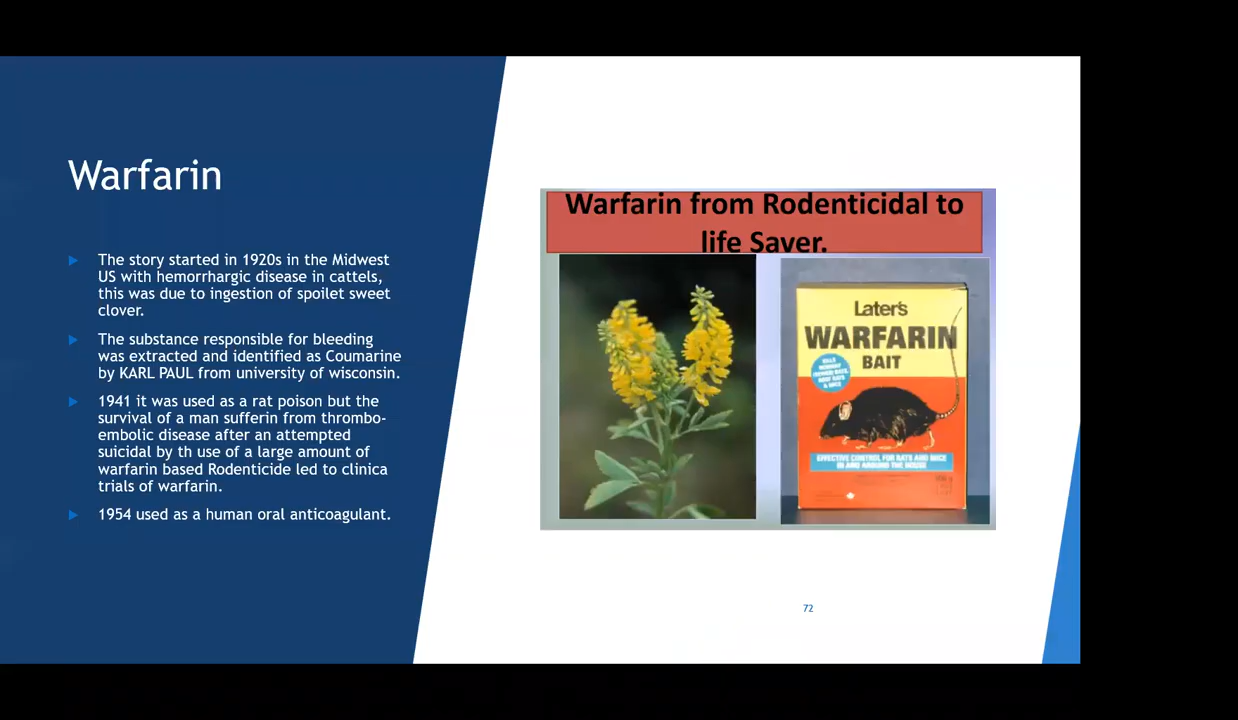 Warfarin
The story started in 1920s in the Midwest
US with hemorrhargic disease in cattels,
this was due to ingestion of spoilet sweet
clover.
The substance responsible for bleeding
was extracted and identified as Coumarine
by KARL PAUL from university of wisconsin.
1941 it was used as a rat poison but the
survival of a man sufferin from thrombo-
embolic disease after an attempted
suicidal by th use of a large amount of
warfarin based Rodenticide led to clinica
trials of warfarin.
1954 used as a human oral anticoagulant.
Warfarin from Rodenticidal to
life Saver.
Later's
WARFARIN
BAIT
EFFECTIVE CONTROL FOR RATS AND MICE
IN AND AROUND THE HOUSE
72